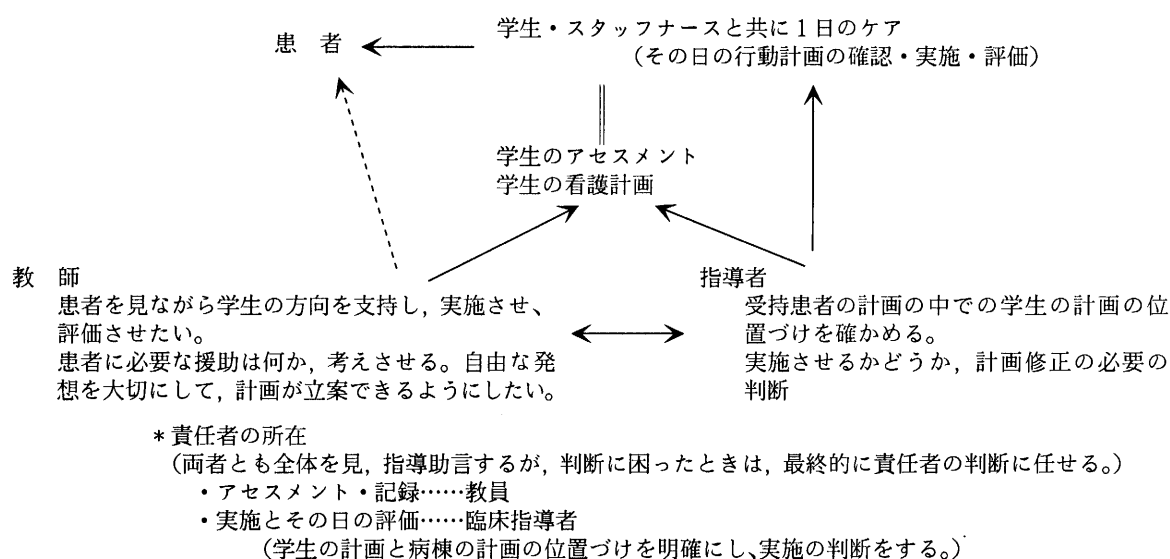 患　者
学生・スタッフナースと共に１日のケア
（その日の行動計画の確認・実施・評価）
学生のアセスメント
学生の看護計画
教　師
患者を見ながら学生の方向を支持し，実施させ、
評価させたい。
患者に必要な援助は何か，考えさせる。自由な発
想を大切にして，計画が立案できるようにしたい。
指導者
受持患者の計画の中での学生の計画の位
置づけを確かめる。
実施させるかどうか，計画修正の必要の
判断
＊責任者の所在
（両者とも全体を見，指導助言するが，判断に困ったときは，最終的に責任者の判断に任せる。）
・アセスメント・記録……教員
・実施とその日の評価……臨床指導者
（学生の計画と病棟の計画の位置づけを明確にし、実施の判断をする。）